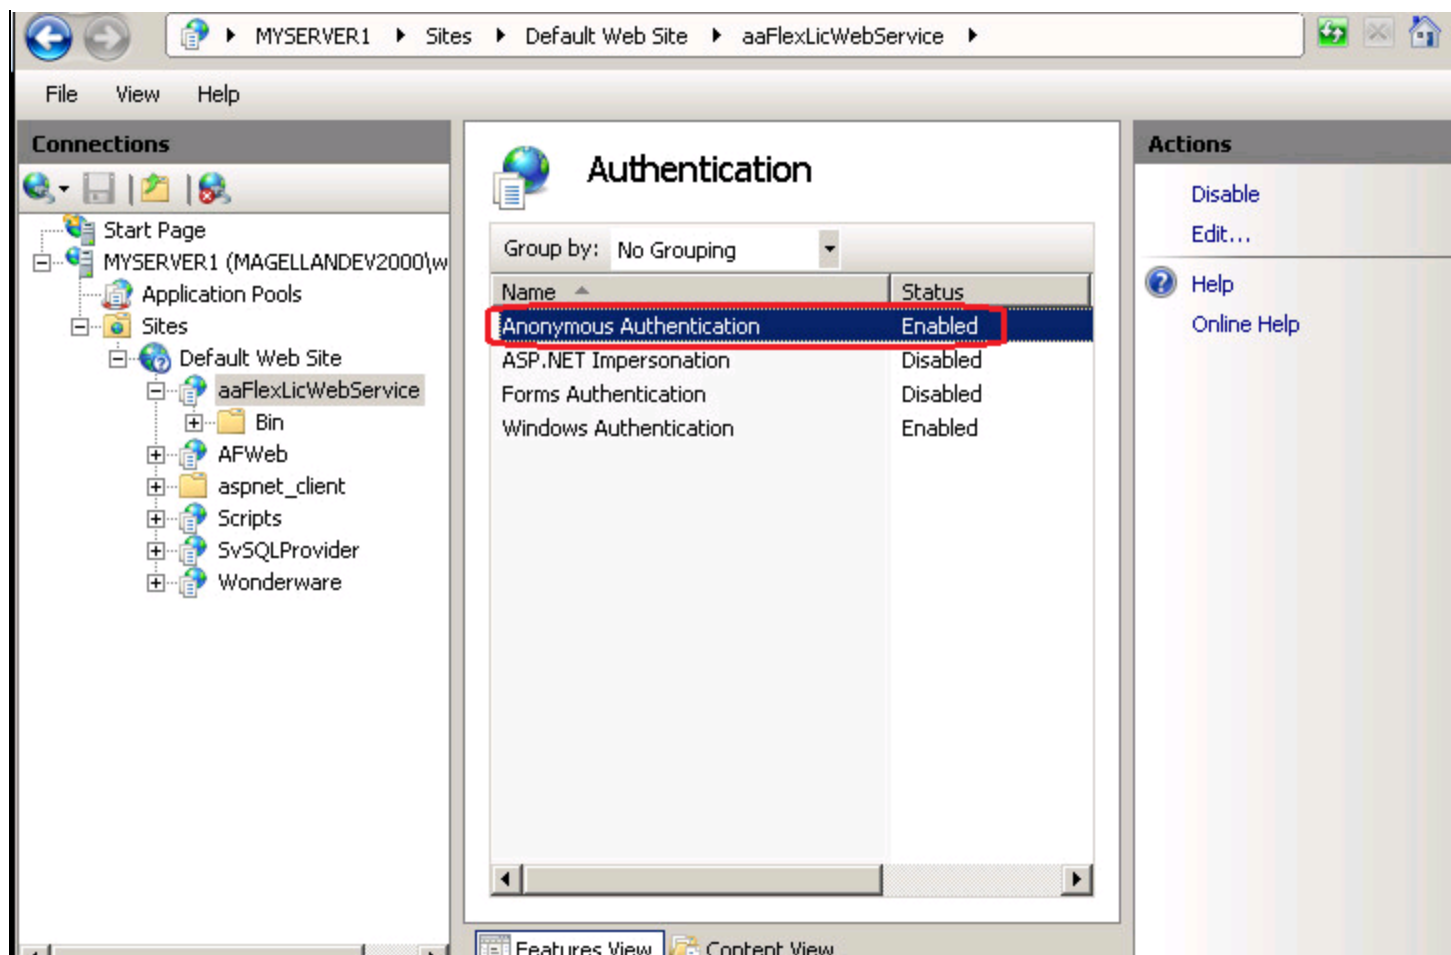 MYSERVER1 Sites Default Web Site aaFlexLicWebService
File View Help
Connections
Start Page
MYSERVER1 (MAGELLANDEV2000\w
Application Pools
Sites
Default Web Site
aaFlexLicWebService
Bin
AFWeb
aspnet_client
Scripts
SvSQLProvider
Wonderware
Authentication
Group by: No Grouping
Name Status
Anonymous Authentication Enabled
ASP.NET Impersonation Disabled
Forms Authentication Disabled
Windows Authentication Enabled
Features View Content View
Actions
Disable
Edit...
Help
Online Help